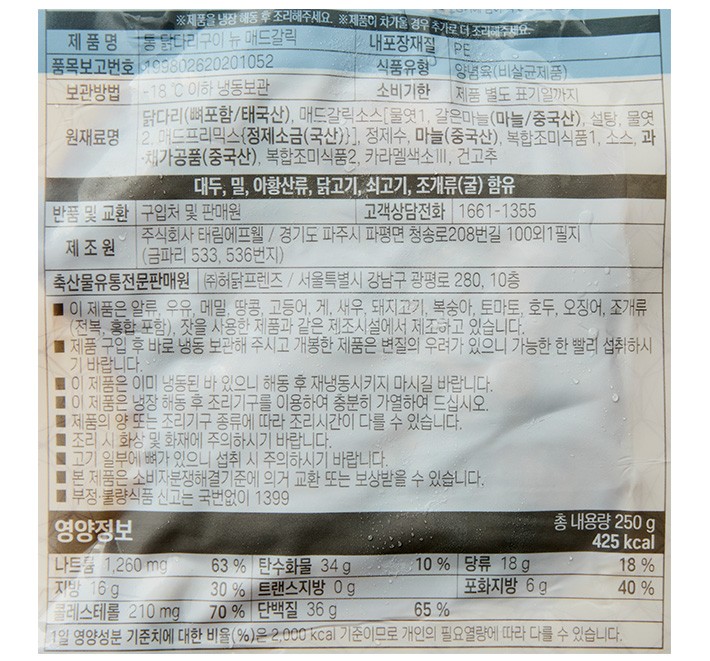 ※제품을 냉장 해동 후 조리해주세요. ※제품이 차가울 경우 추가로 더 조리해주세요.
제품명 통 닭다리구이 뉴 매드갈릭 내포장재질 PE
품목보고번호 199802620201052 식품유형 양념육(비살균제품)
보관방법 -18 ℃ 이하 냉동보관 소비기한 제품 별도 표기일까지
원재료명 닭다리(뼈포함/태국산), 매드갈릭소스[물엿1, 갈은마늘(마늘/중국산), 설탕, 물엿
2, 매드프리믹스{정제소금(국산)}], 정제수, 마늘(중국산), 복합조미식품1, 소스, 과
·채가공품(중국산), 복합조미식품2, 카라멜색소Ⅲ, 건고추
대두, 밀, 아황산류, 닭고기, 쇠고기, 조개류(굴) 함유
반품 및 교환 구입처 및 판매원 고객상담전화 1661-1355
제조원 주식회사 태림에프웰 / 경기도 파주시 파평면 청송로208번길 100외1필지
(금파리 533, 536번지)
축산물유통전문판매원 ㈜허닭프렌즈 / 서울특별시 강남구 광평로 280, 10층
■ 이 제품은 알류, 우유, 메밀, 땅콩, 고등어, 게, 새우, 돼지고기, 복숭아, 토마토, 호두, 오징어, 조개류
(전복, 홍합 포함), 잣을 사용한 제품과 같은 제조시설에서 제조하고 있습니다.
■ 제품 구입 후 바로 냉동 보관해 주시고 개봉한 제품은 변질의 우려가 있으니 가능한 한 빨리 섭취하시
기 바랍니다.
■ 이 제품은 이미 냉동된 바 있으니 해동 후 재냉동시키지 마시길 바랍니다.
■ 이 제품은 냉장 해동 후 조리기구를 이용하여 충분히 가열하여 드십시오.
■ 제품의 양 또는 조리기구 종류에 따라 조리시간이 다를 수 있습니다.
■ 조리 시 화상 및 화재에 주의하시기 바랍니다.
■ 고기 일부에 뼈가 있으니 섭취 시 주의하시기 바랍니다.
■ 본 제품은 소비자분쟁해결기준에 의거 교환 또는 보상받을 수 있습니다.
■ 부정·불량식품 신고는 국번없이 1399
영양정보 총 내용량 250 g
425 kcal
나트륨 1,260 mg 63 % 탄수화물 34 g 10 % 당류 18 g 18 %
지방 16 g 30 % 트랜스지방 0 g 포화지방 6 g 40 %
콜레스테롤 210 mg 70 % 단백질 36 g 65 %
1일 영양성분 기준치에 대한 비율(%)은 2,000 kcal 기준이므로 개인의 필요열량에 따라 다를 수 있습니다.